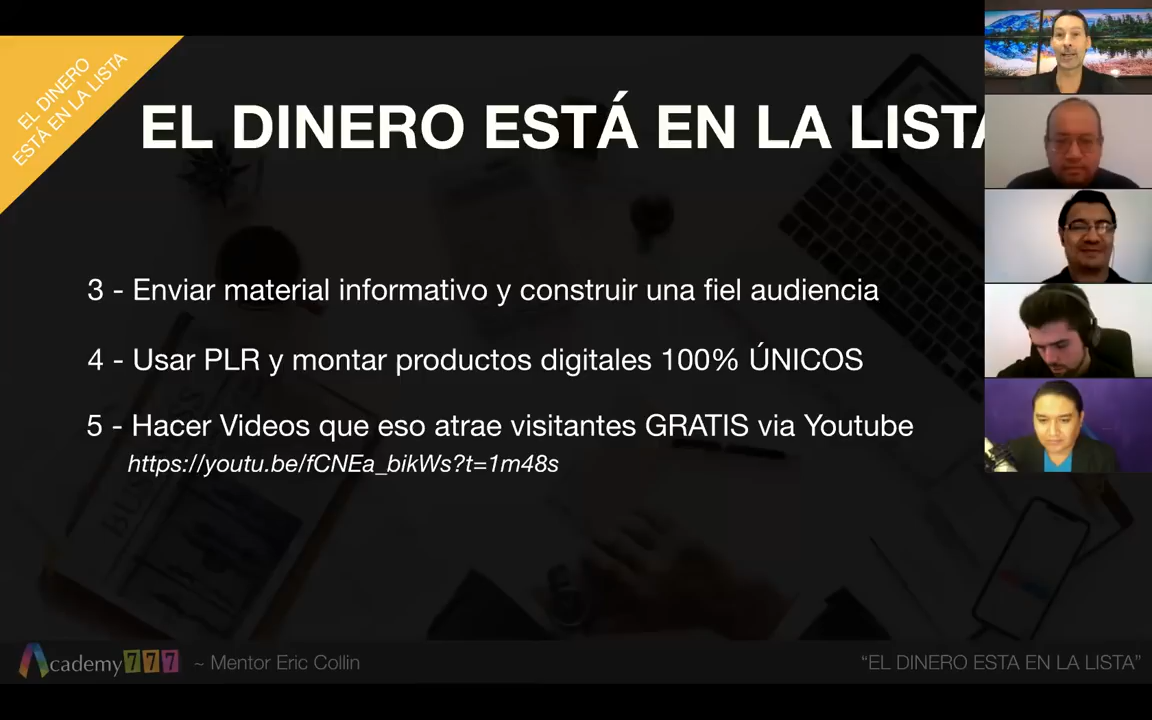 EL DINERO
ESTÁ EN LA LISTA
EL DINERO ESTÁ EN LA LISTA
3 - Enviar material informativo y construir una fiel audiencia
4 - Usar PLR y montar productos digitales 100% ÚNICOS
5 - Hacer Videos que eso atrae visitantes GRATIS via Youtube
https://youtu.be/fCNEa_bikWs?t=1m48s
BUSINESS
Academy777 ~ Mentor Eric Collin
“EL DINERO ESTA EN LA LISTA”